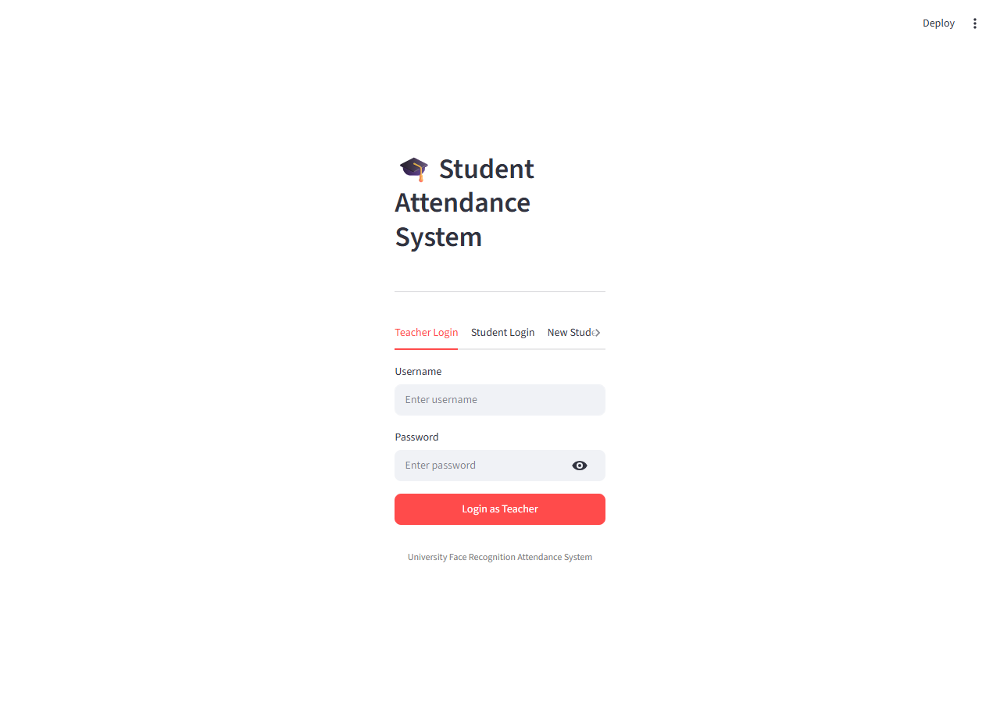 Deploy
🎓 Student
Attendance
System
Teacher Login Student Login New Stude
Username
Enter username
Password
Enter password
Login as Teacher
University Face Recognition Attendance System